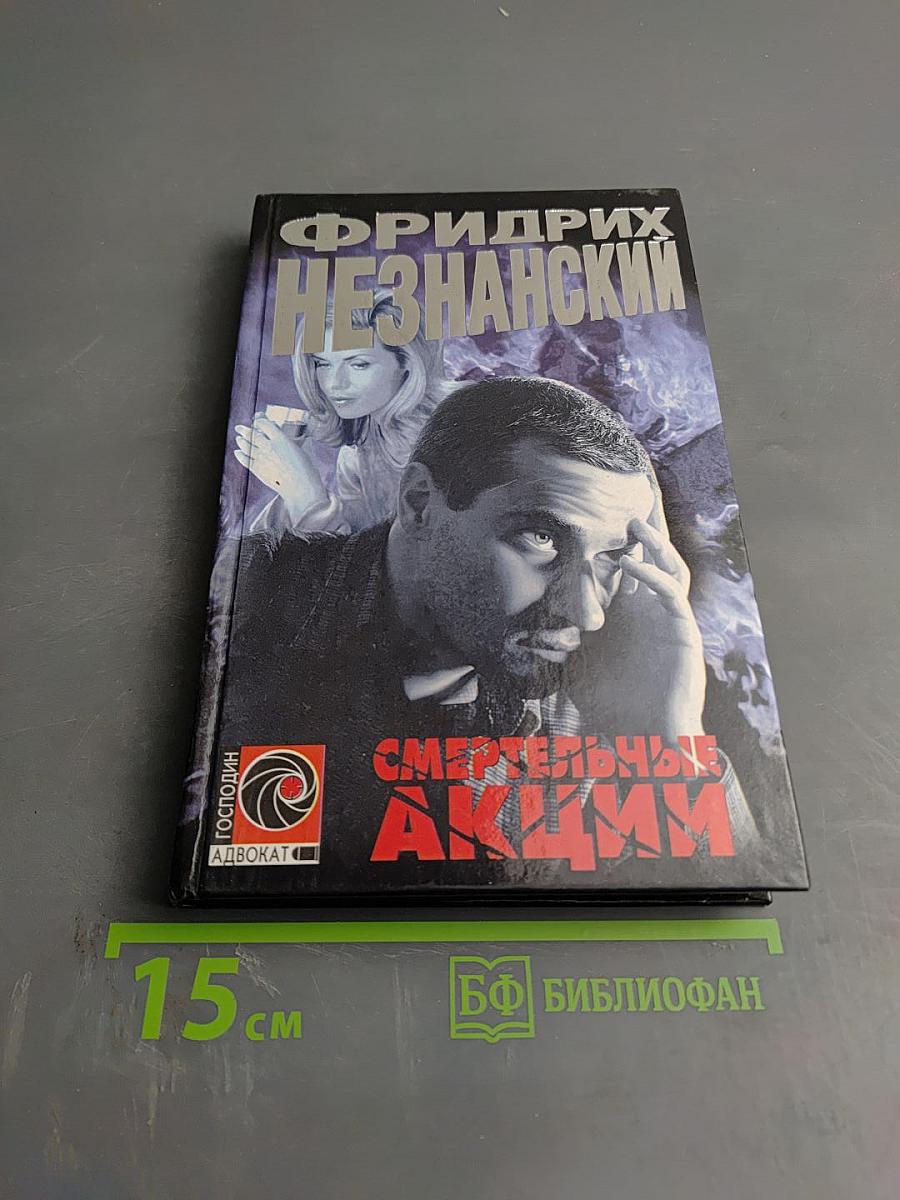 ФРИДРИХ
НЕЗНАНСКИЙ
СМЕРТЕЛЬНЫЕ
АКЦИИ
ГОСПОДИН
АДВОКАТ
15 см
БФ БИБЛИОФАН